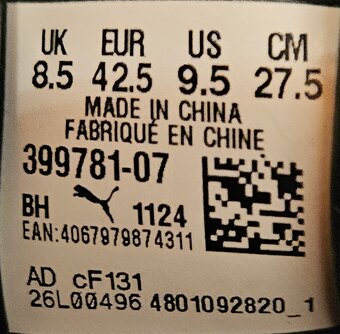 UK EUR US CM
8.5 42.5 9.5 27.5
MADE IN CHINA
FABRIQUÉ EN CHINE
399781-07
BH 1124
EAN:4067979874311
AD cF131
26L00496 4801092820_1